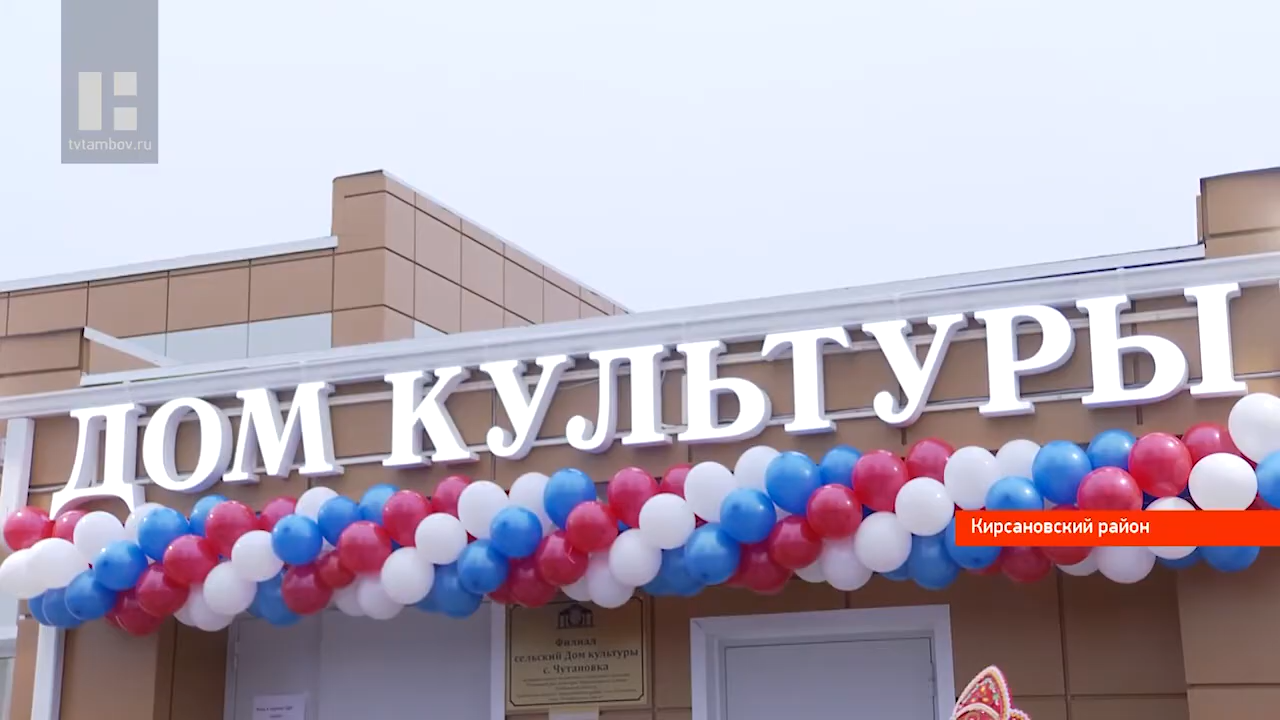 tvtambov.ru
ДОМ КУЛЬТУРЫ
Кирсановский район
Филиал
сельский Дом культуры
с. Чутановка